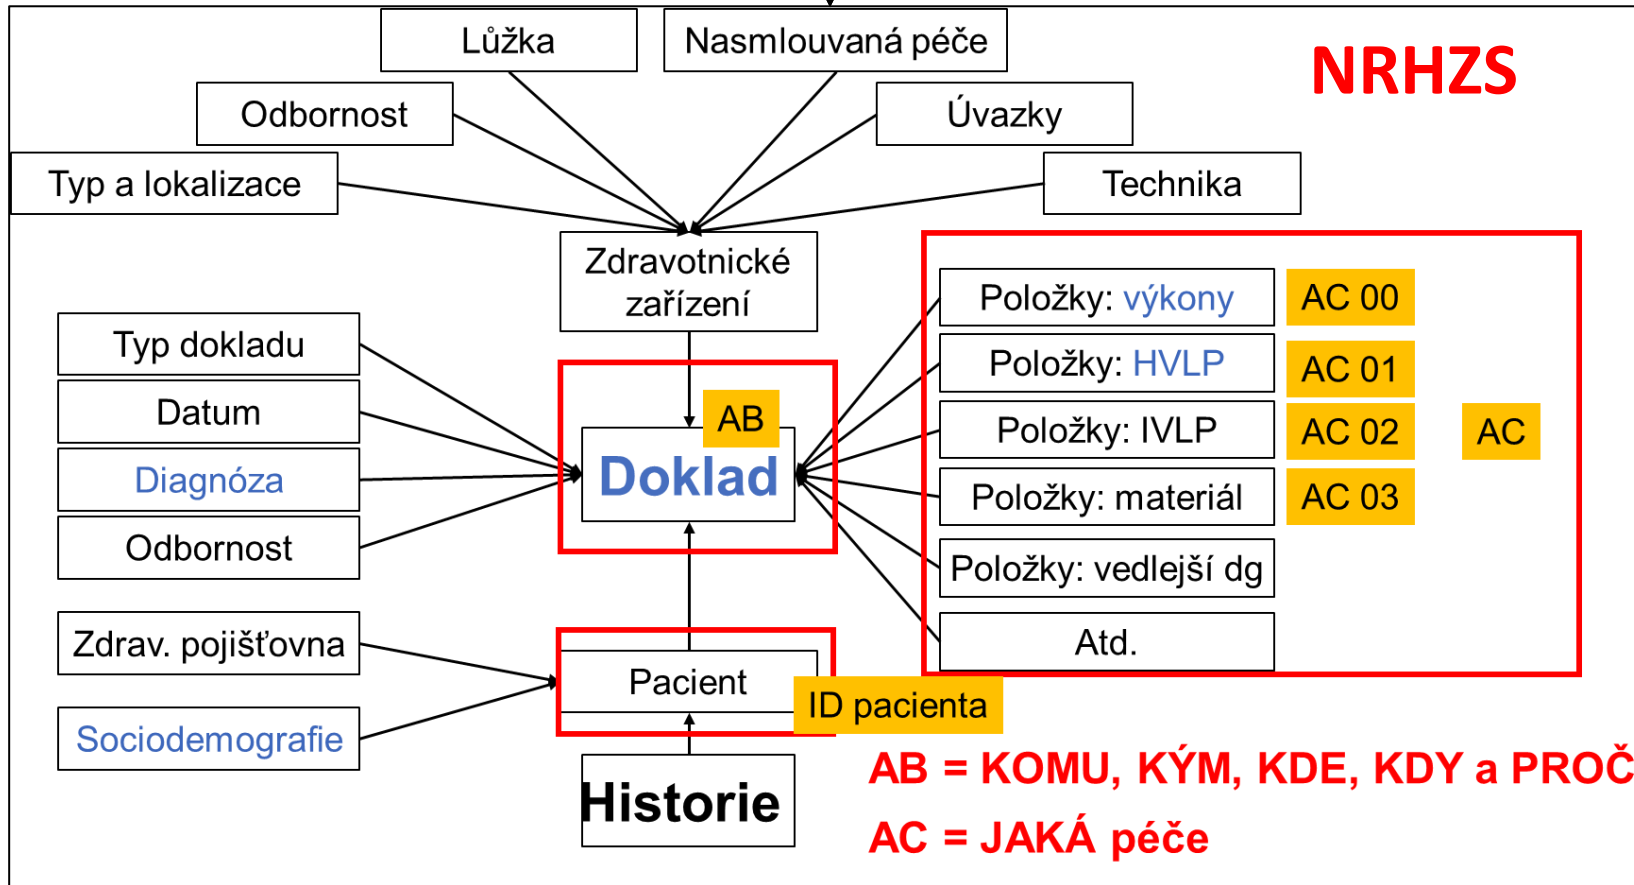 Lůžka
Nasmlouvaná péče
NRHZS
Odbornost
Úvazky
Typ a lokalizace
Technika
Zdravotnické
zařízení
Typ dokladu
Datum
Diagnóza
Odbornost
Zdrav. pojišťovna
Sociodemografie
AB
Doklad
Pacient
ID pacienta
Historie
Položky: výkony
AC 00
Položky: HVLP
AC 01
Položky: IVLP
AC 02
AC
Položky: materiál
AC 03
Položky: vedlejší dg
Atd.
AB = KOMU, KÝM, KDE, KDY a PROČ
AC = JAKÁ péče